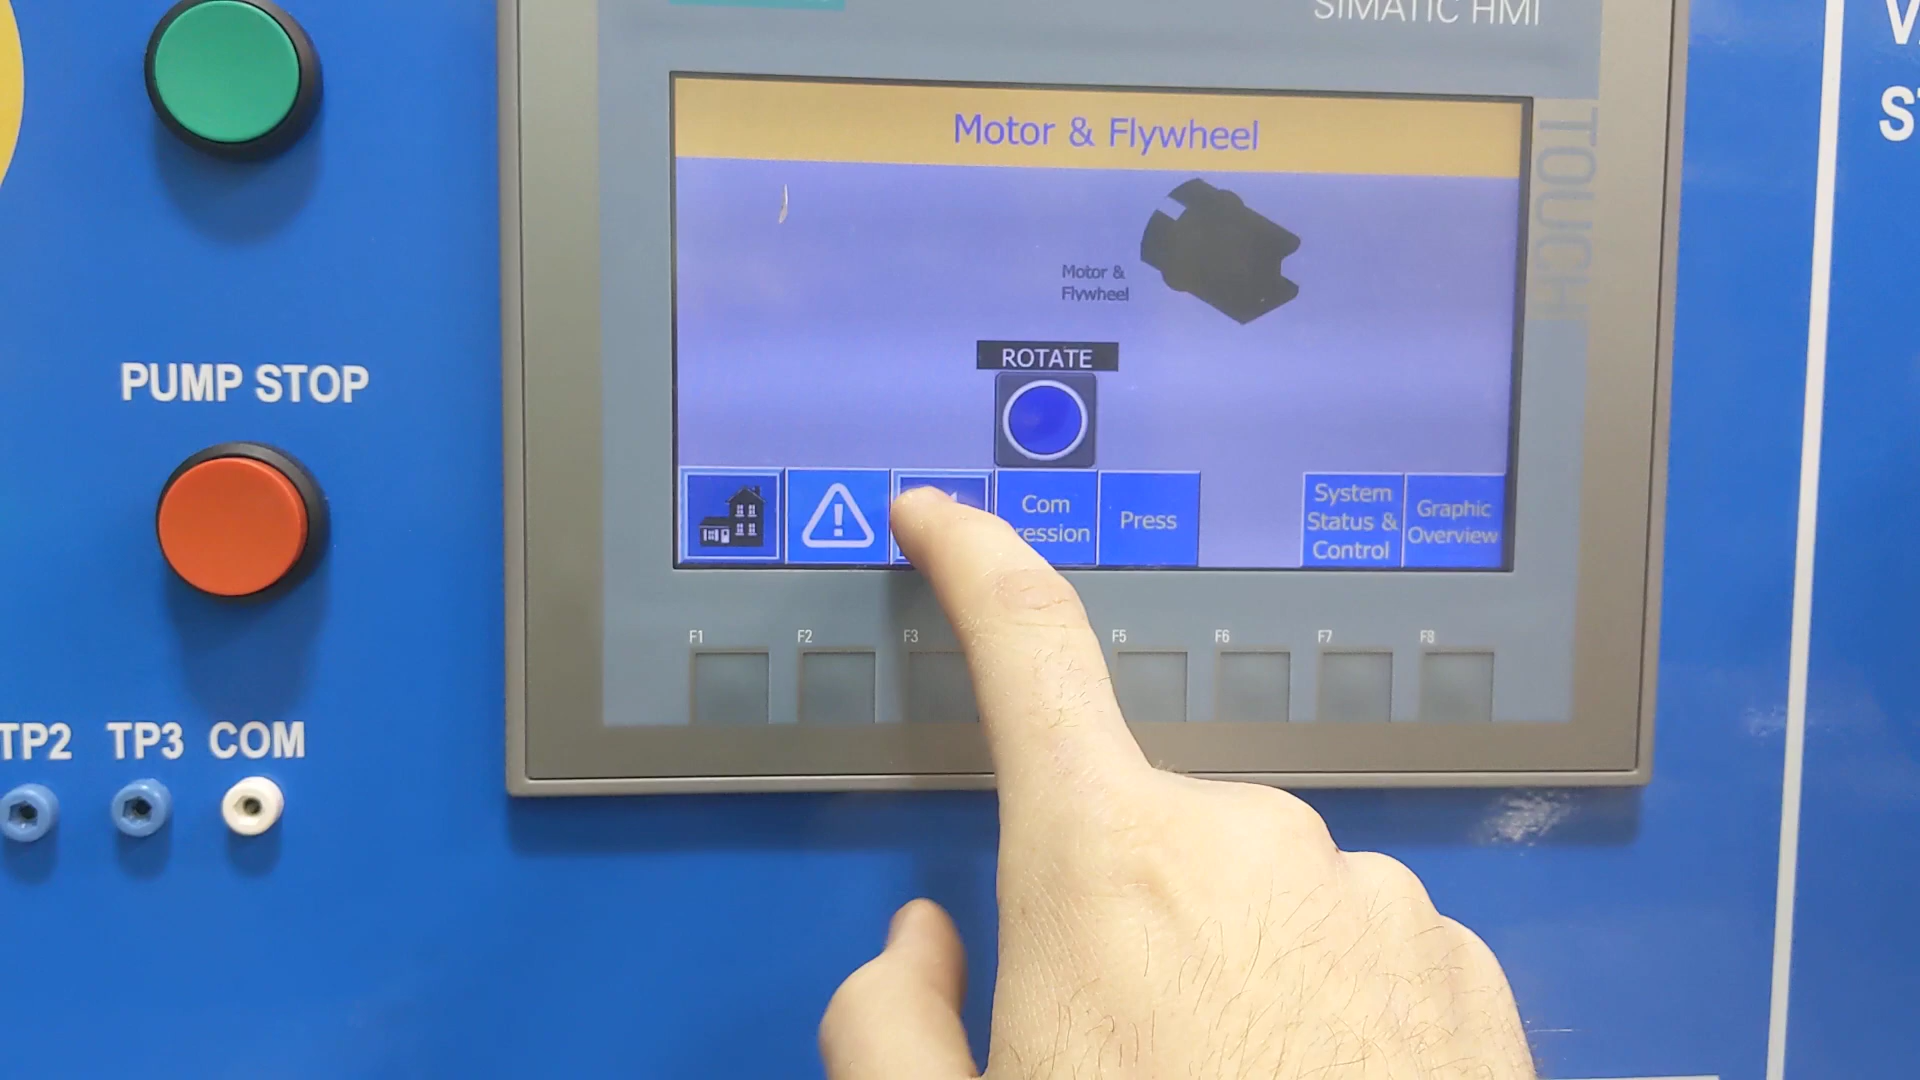 SIMATIC HMI
TOUCH
Motor & Flywheel
Motor &
Flywheel
ROTATE
Com
ression
Press
System
Status &
Control
Graphic
Overview
F1
F2
F3
F5
F6
F7
F8
PUMP STOP
TP2
TP3
COM